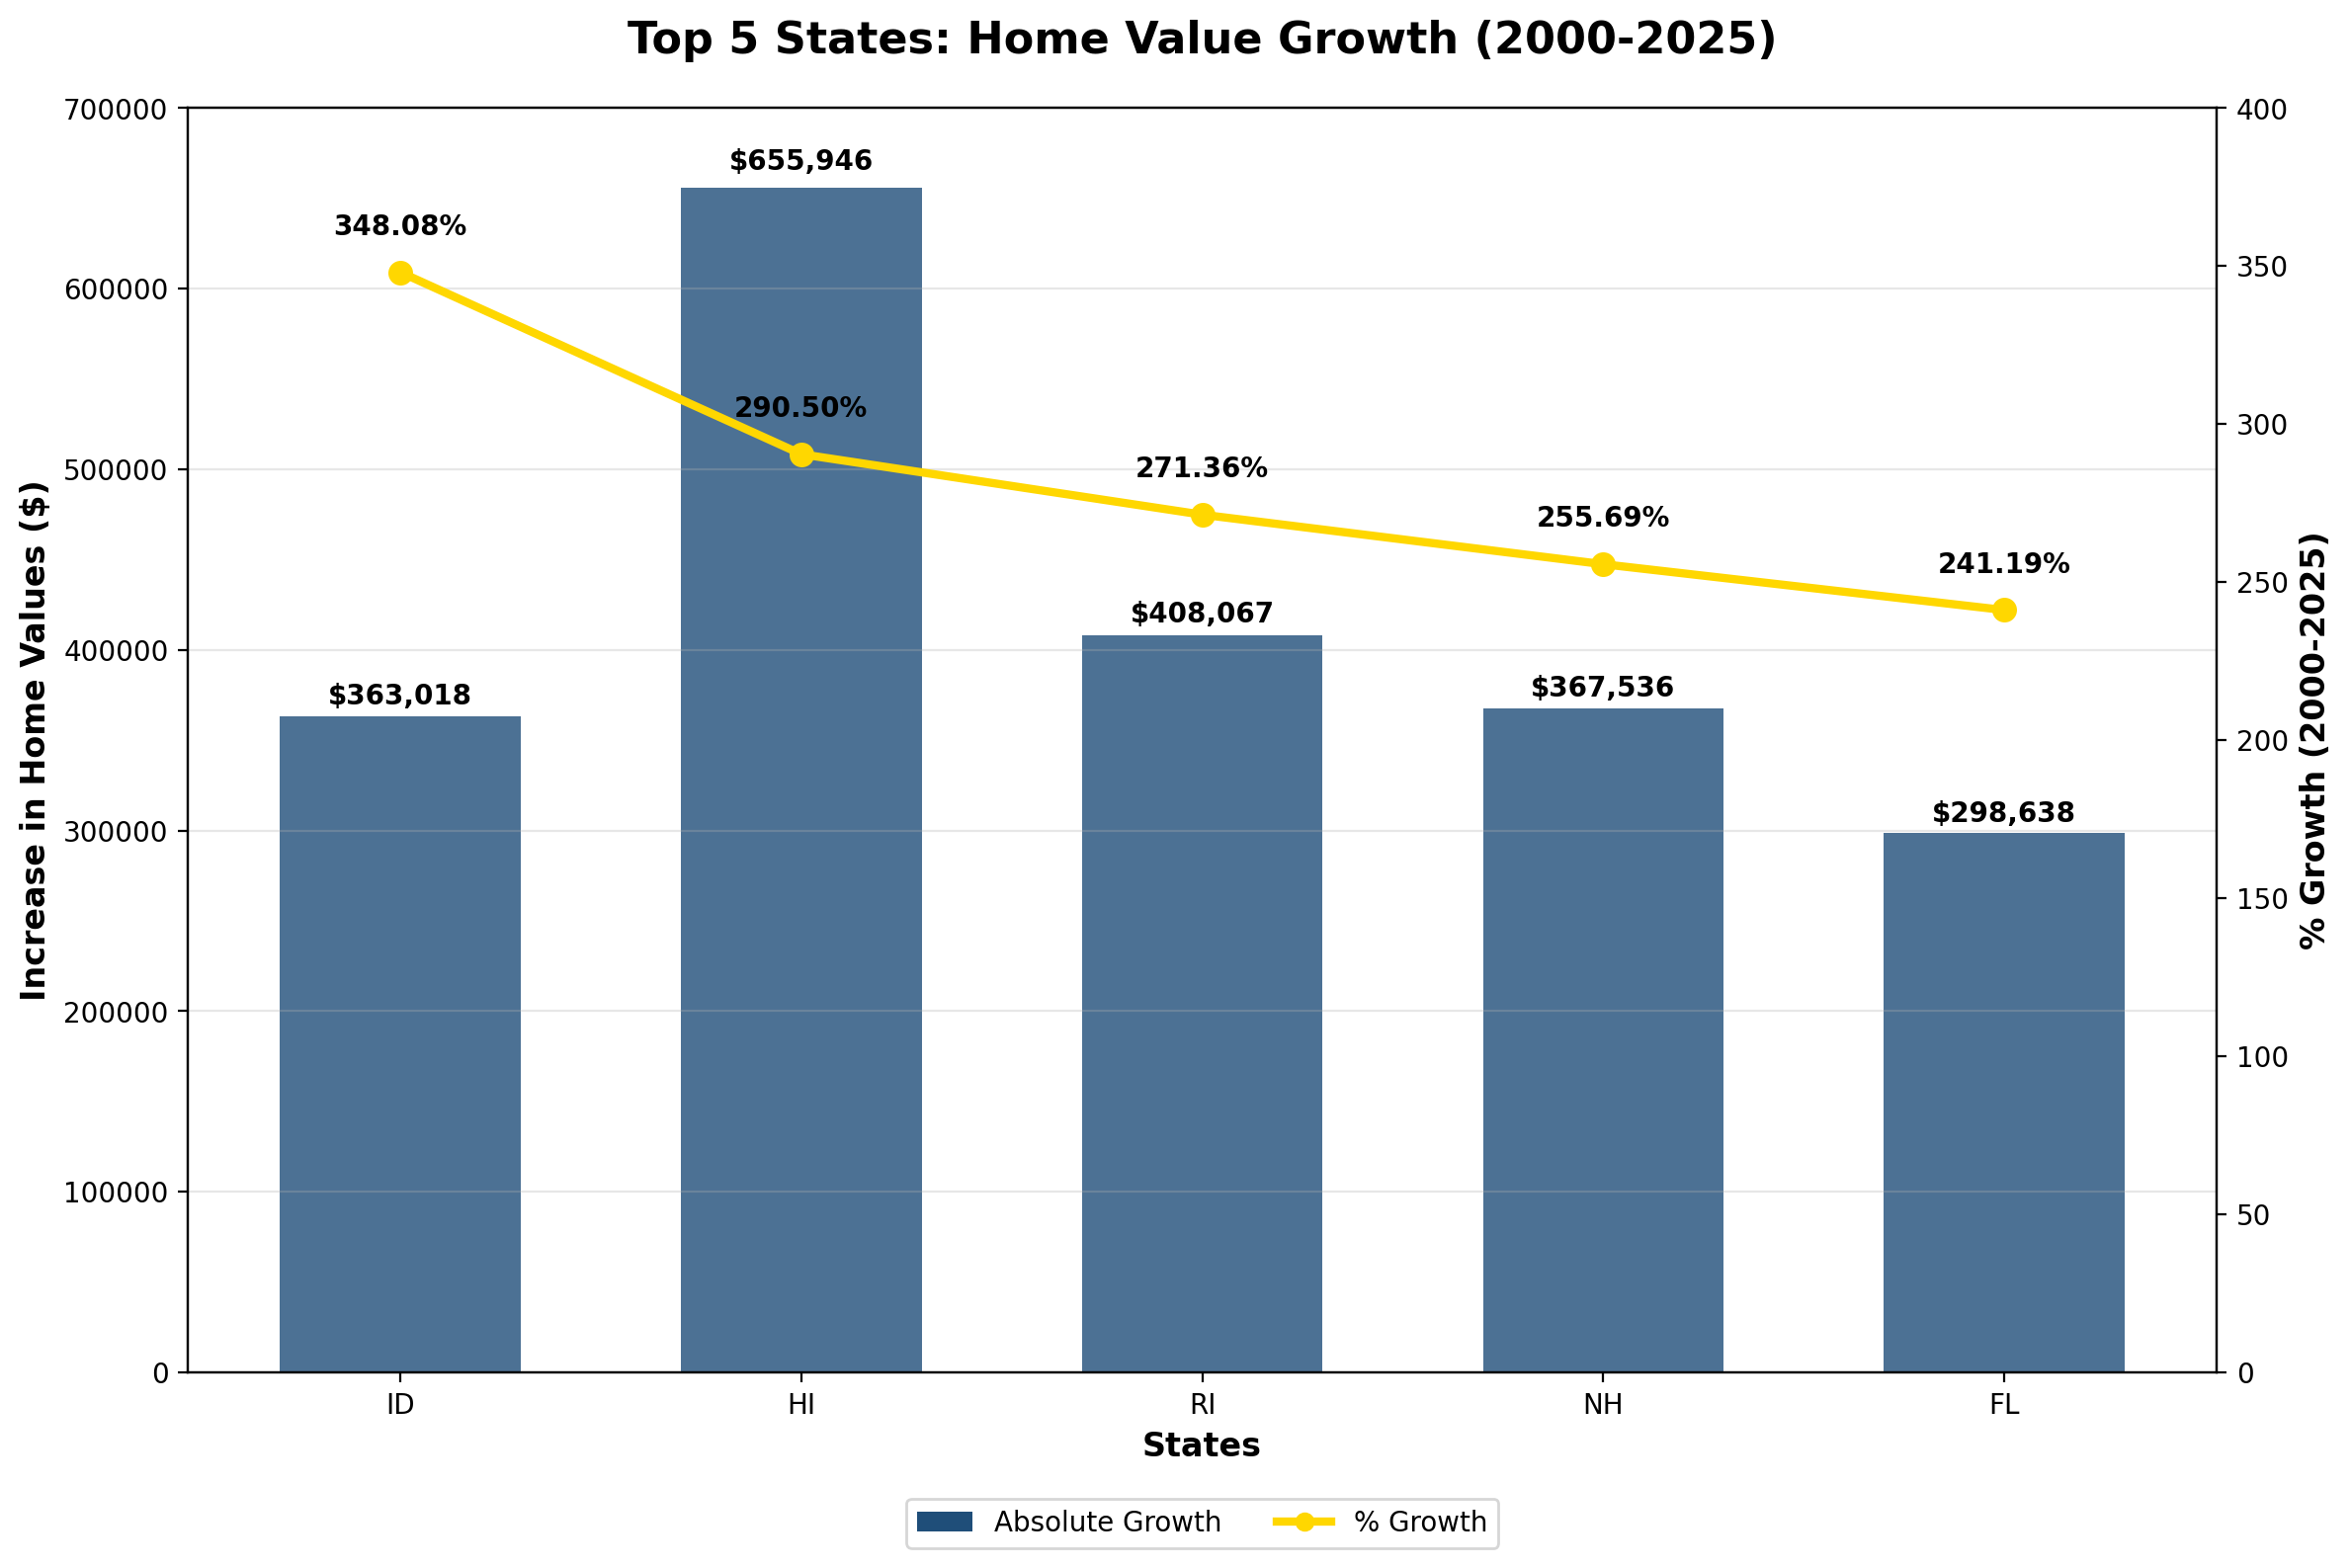 Top 5 States: Home Value Growth (2000-2025)
Increase in Home Values ($)
700000
600000
500000
400000
300000
200000
100000
0
$363,018
$655,946
$408,067
$367,536
$298,638
348.08%
290.50%
271.36%
255.69%
241.19%
400
350
300
250
200
150
100
50
0
% Growth (2000-2025)
ID
HI
RI
NH
FL
States
Absolute Growth
% Growth